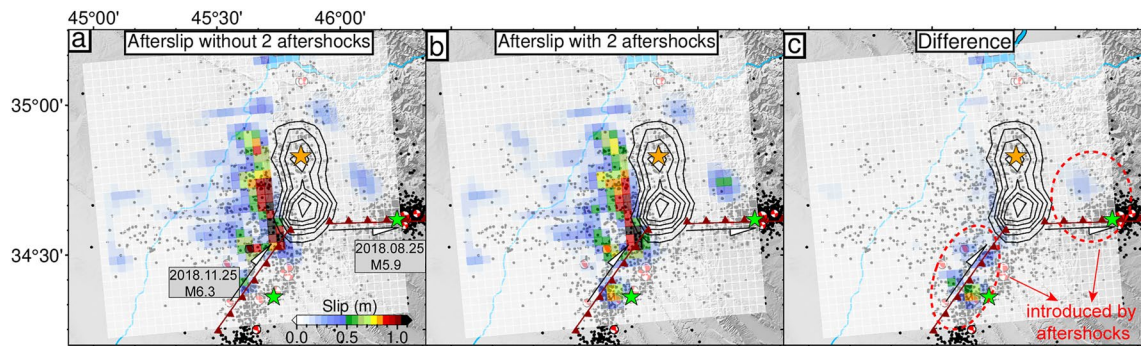 45°00' 45°30' 46°00'
a Afterslip without 2 aftershocks
b Afterslip with 2 aftershocks
c Difference
35°00'
34°30'
2018.08.25
M5.9
2018.11.25
M6.3
Slip (m)
0.0 0.5 1.0
introduced by
aftershocks